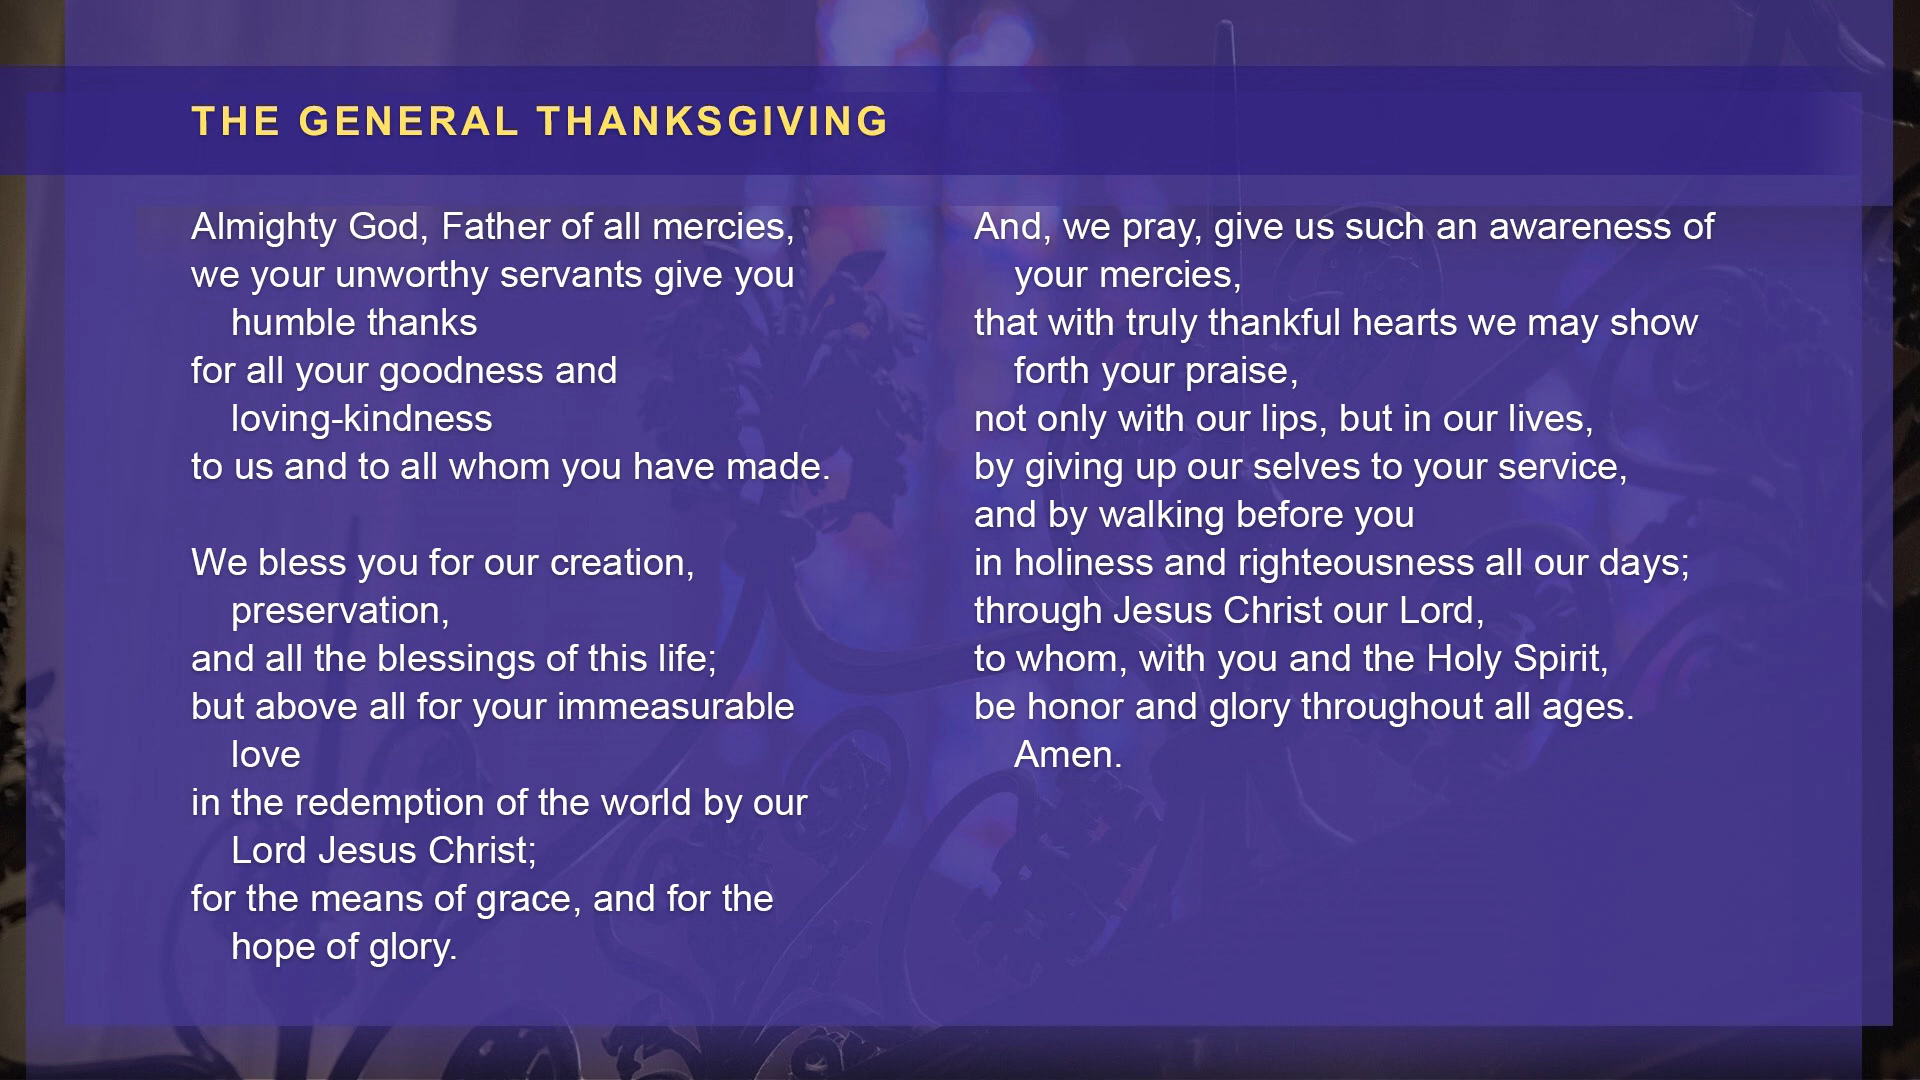 THE GENERAL THANKSGIVING
Almighty God, Father of all mercies,
we your unworthy servants give you
humble thanks
for all your goodness and
loving-kindness
to us and to all whom you have made.
We bless you for our creation,
preservation,
and all the blessings of this life;
but above all for your immeasurable
love
in the redemption of the world by our
Lord Jesus Christ;
for the means of grace, and for the
hope of glory.
And, we pray, give us such an awareness of
your mercies,
that with truly thankful hearts we may show
forth your praise,
not only with our lips, but in our lives,
by giving up our selves to your service,
and by walking before you
in holiness and righteousness all our days;
through Jesus Christ our Lord,
to whom, with you and the Holy Spirit,
be honor and glory throughout all ages.
Amen.